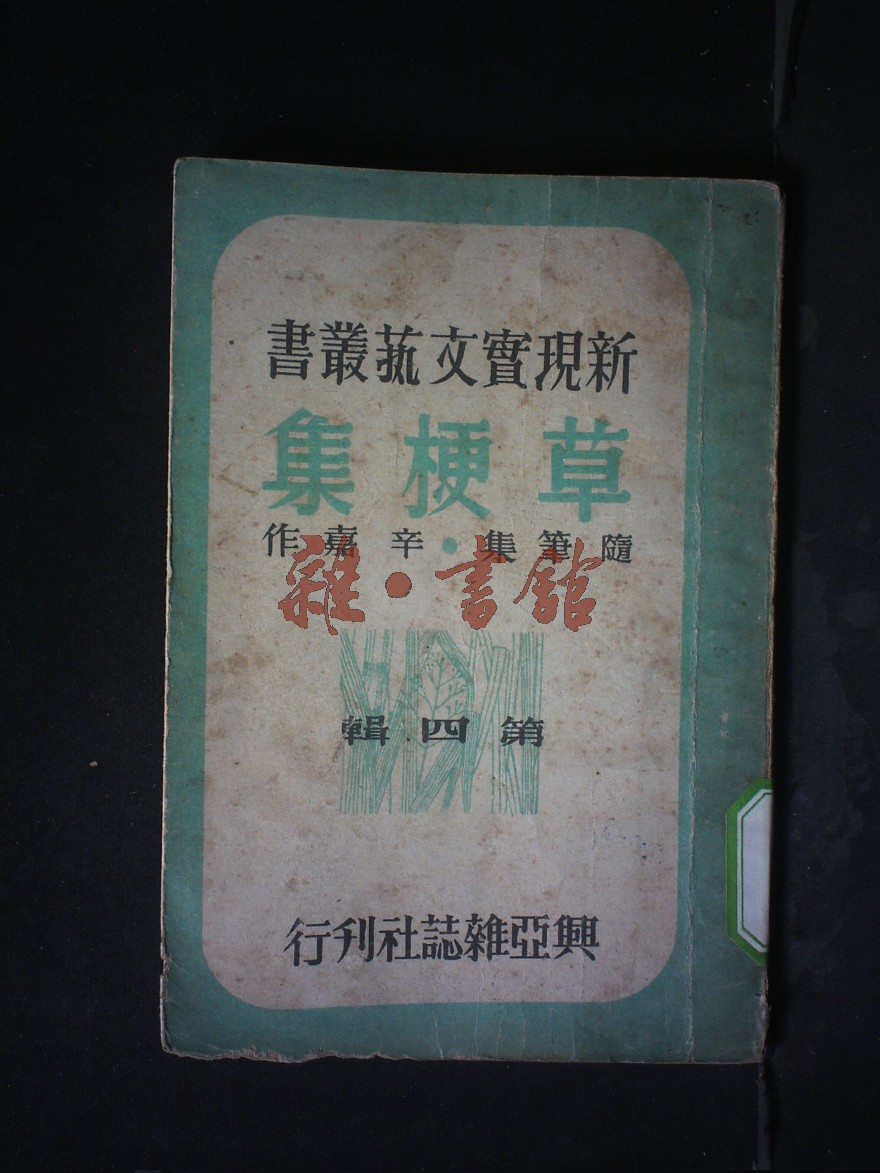 新現實文蓺叢書
草梗集
隨筆集·辛嘉作
雜·書館
第四輯
興亞雜誌社刋行